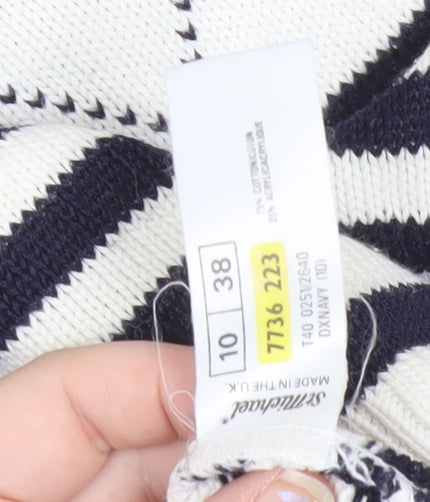 75% COTTON/COTON
25% ACRYLIC/ACRYLIQUE
10 38
7736 223
T40 0251/2640
DXNAVY (10)
St Michael®
MADE IN THE U.K.